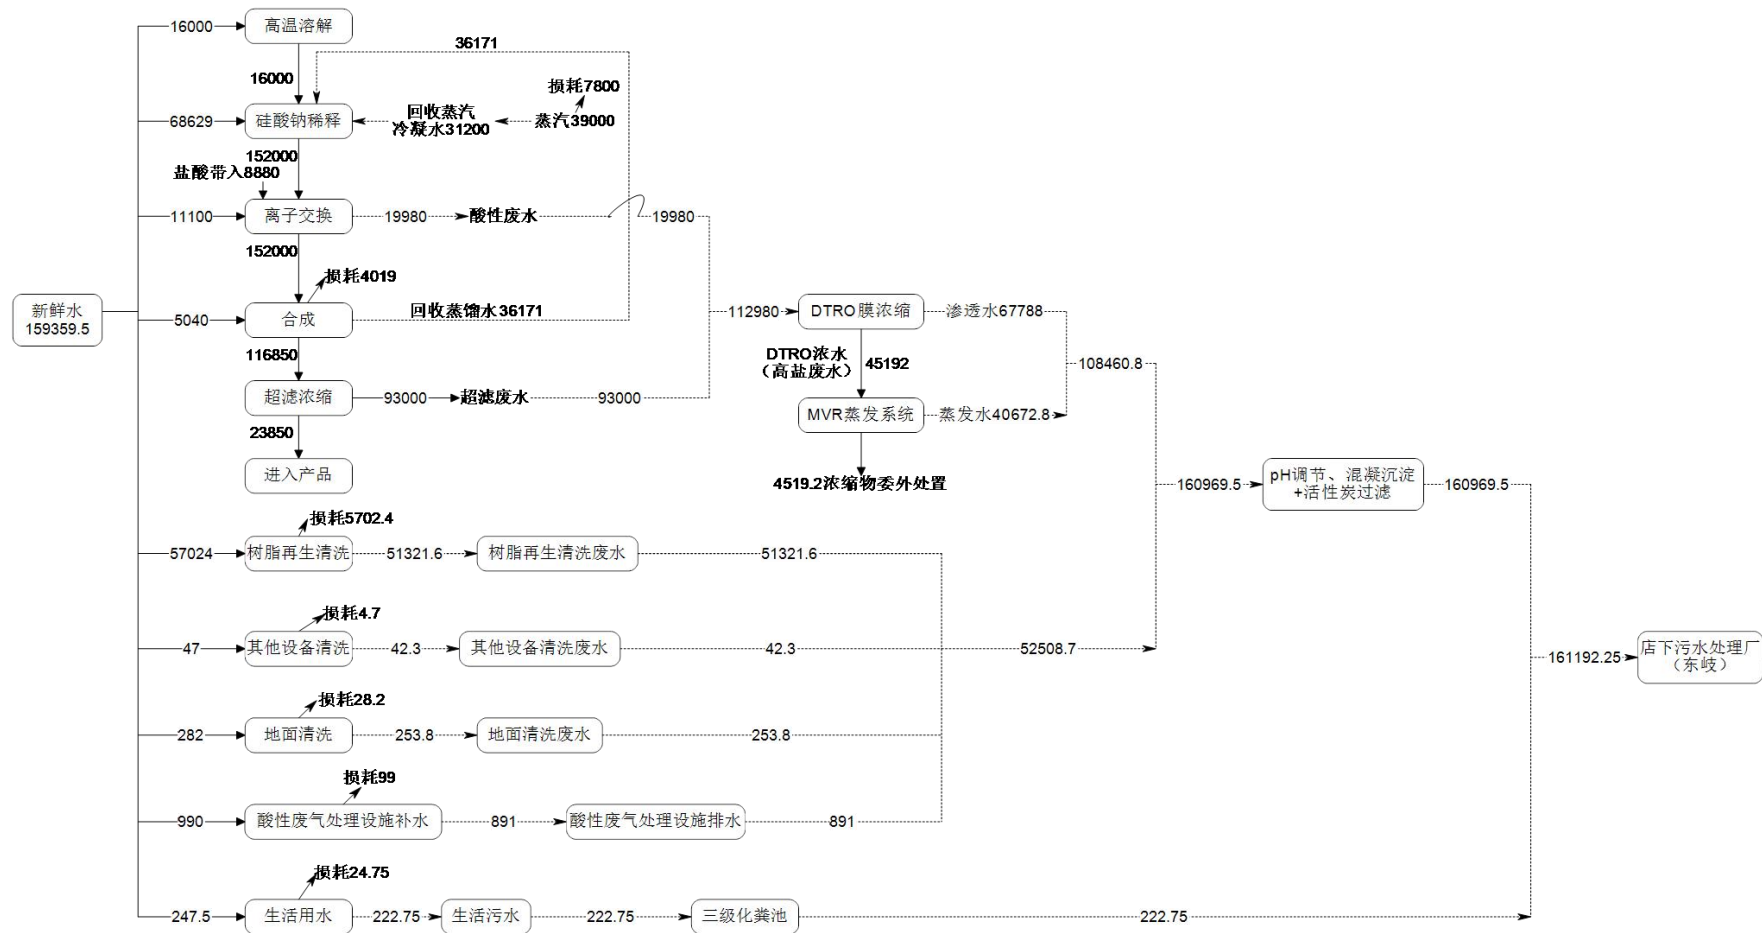 16000
高温溶解
36171
16000
损耗7800
68629
硅酸钠稀释
回收蒸汽
冷凝水31200
蒸汽39000
152000
盐酸带入8880
11100
离子交换
19980
酸性废水
19980
152000
损耗4019
新鲜水
159359.5
5040
合成
回收蒸馏水36171
112980
DTRO膜浓缩
渗透水67788
116850
DTRO浓水
（高盐废水）
45192
108460.8
超滤浓缩
93000
超滤废水
93000
MVR蒸发系统
蒸发水40672.8
23850
进入产品
4519.2浓缩物委外处置
160969.5
pH调节、混凝沉淀
+活性炭过滤
160969.5
损耗5702.4
57024
树脂再生清洗
51321.6
树脂再生清洗废水
51321.6
损耗4.7
47
其他设备清洗
42.3
其他设备清洗废水
42.3
52508.7
161192.25
店下污水处理厂
（东岐）
损耗28.2
282
地面清洗
253.8
地面清洗废水
253.8
损耗99
990
酸性废气处理设施补水
891
酸性废气处理设施排水
891
损耗24.75
247.5
生活用水
222.75
生活污水
222.75
三级化粪池
222.75